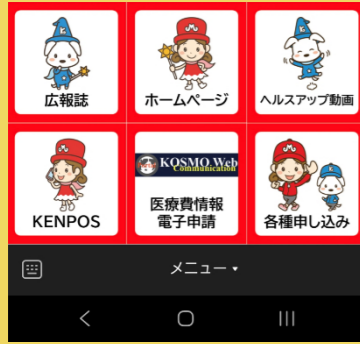 広報誌
ホームページ
ヘルスアップ動画
KENPOS
KOSMO Web
Communication
医療費情報
電子申請
各種申し込み
メニュー